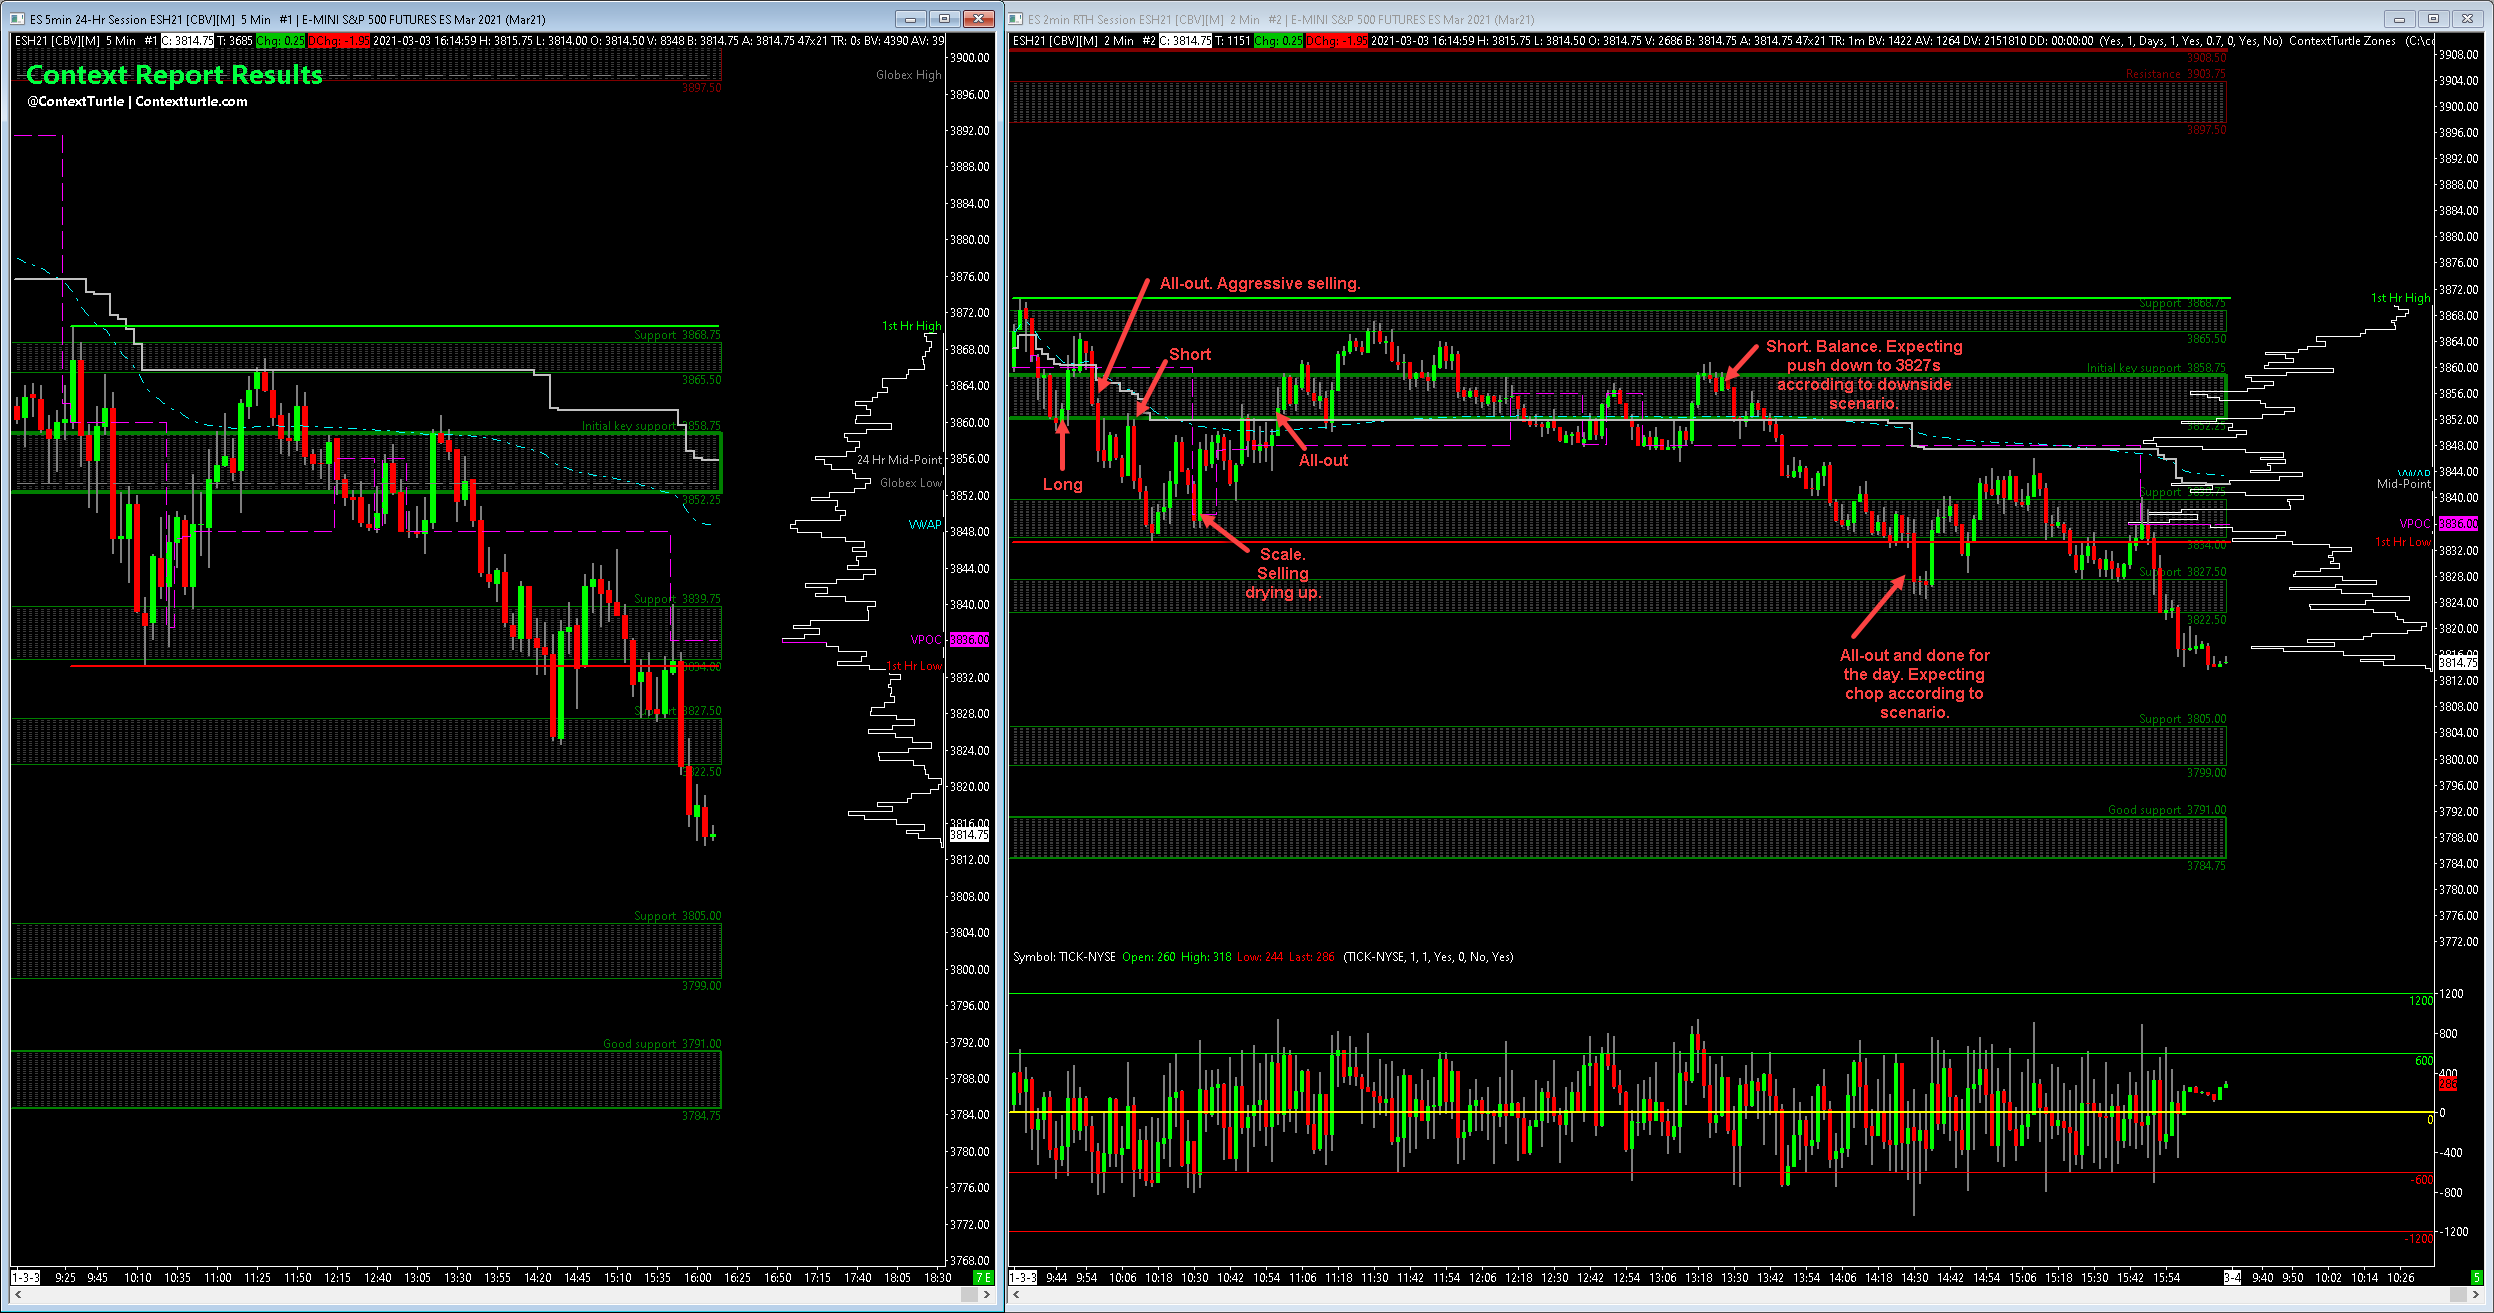 ES 5min 24-Hr Session ESH21 [CBV][M] 5 Min #1 | E-MINI S&P 500 FUTURES ES Mar 2021 (Mar21)
ESH21 [CBV][M] 5 Min #1 C: 3814.75 T: 3685 Chg: 0.25 DChg: -1.95 2021-03-03 16:14:59 H: 3815.75 L: 3814.00 O: 3814.50 V: 8348 B: 3814.75 A: 3814.75 47x21 TR: 0s BV: 4390 AV: 39
Context Report Results
@ContextTurtle | Contextturtle.com
Globex High
3897.50
1st Hr High
Support 3868.75
3865.50
Initial key support 3858.75
24 Hr Mid-Point
Globex Low
3852.25
VWAP
Support 3839.75
VPOC 3836.00
1st Hr Low
3834.00
Support 3827.50
3822.50
3814.75
Support 3805.00
3799.00
Good support 3791.00
3784.75
3900.00
3896.00
3892.00
3888.00
3884.00
3880.00
3876.00
3872.00
3868.00
3864.00
3860.00
3856.00
3852.00
3848.00
3844.00
3840.00
3832.00
3828.00
3824.00
3820.00
3816.00
3812.00
3808.00
3804.00
3800.00
3796.00
3792.00
3788.00
3784.00
3780.00
3776.00
3772.00
3768.00
1-3-3 9:25 9:45 10:10 10:35 11:00 11:25 11:50 12:15 12:40 13:05 13:30 13:55 14:20 14:45 15:10 15:35 16:00 16:25 16:50 17:15 17:40 18:05 18:30 7 E
ES 2min RTH Session ESH21 [CBV][M] 2 Min #2 | E-MINI S&P 500 FUTURES ES Mar 2021 (Mar21)
ESH21 [CBV][M] 2 Min #2 C: 3814.75 T: 1151 Chg: 0.25 DChg: -1.95 2021-03-03 16:14:59 H: 3815.75 L: 3814.50 O: 3814.75 V: 2686 B: 3814.75 A: 3814.75 47x21 TR: 1m BV: 1422 AV: 1264 DV: 2151810 DD: 00:00:00 (Yes, 1, Days, 1, Yes, 0.7, 0, Yes, No) ContextTurtle Zones
Resistance 3903.75
3897.50
All-out. Aggressive selling.
1st Hr High
Support 3868.75
3865.50
Short
Short. Balance. Expecting
push down to 3827s
accroding to downside
scenario.
Initial key support 3858.75
3852.25
All-out
Long
VWAP
Mid-Point
VPOC 3836.00
1st Hr Low
3834.00
Scale.
Selling
drying up.
Support 3827.50
3822.50
All-out and done for
the day. Expecting
chop according to
scenario.
3814.75
Support 3805.00
3799.00
Good support 3791.00
3784.75
3908.00
3904.00
3900.00
3896.00
3892.00
3888.00
3884.00
3880.00
3876.00
3872.00
3868.00
3864.00
3860.00
3856.00
3852.00
3848.00
3844.00
3840.00
3832.00
3828.00
3824.00
3820.00
3812.00
3808.00
3804.00
3800.00
3796.00
3792.00
3788.00
3784.00
3780.00
3776.00
3772.00
Symbol: TICK-NYSE Open: 260 High: 318 Low: 244 Last: 286 (TICK-NYSE, 1, 1, Yes, 0, No, Yes)
1200
1200
800
600
400
286
0
0
-400
-600
-800
-1200
-1200
1-3-3 9:44 9:54 10:06 10:18 10:30 10:42 10:54 11:06 11:18 11:30 11:42 11:54 12:06 12:18 12:30 12:42 12:54 13:06 13:18 13:30 13:42 13:54 14:06 14:18 14:30 14:42 14:54 15:06 15:18 15:30 15:42 15:54 3-4 9:40 9:50 10:02 10:14 10:26 5